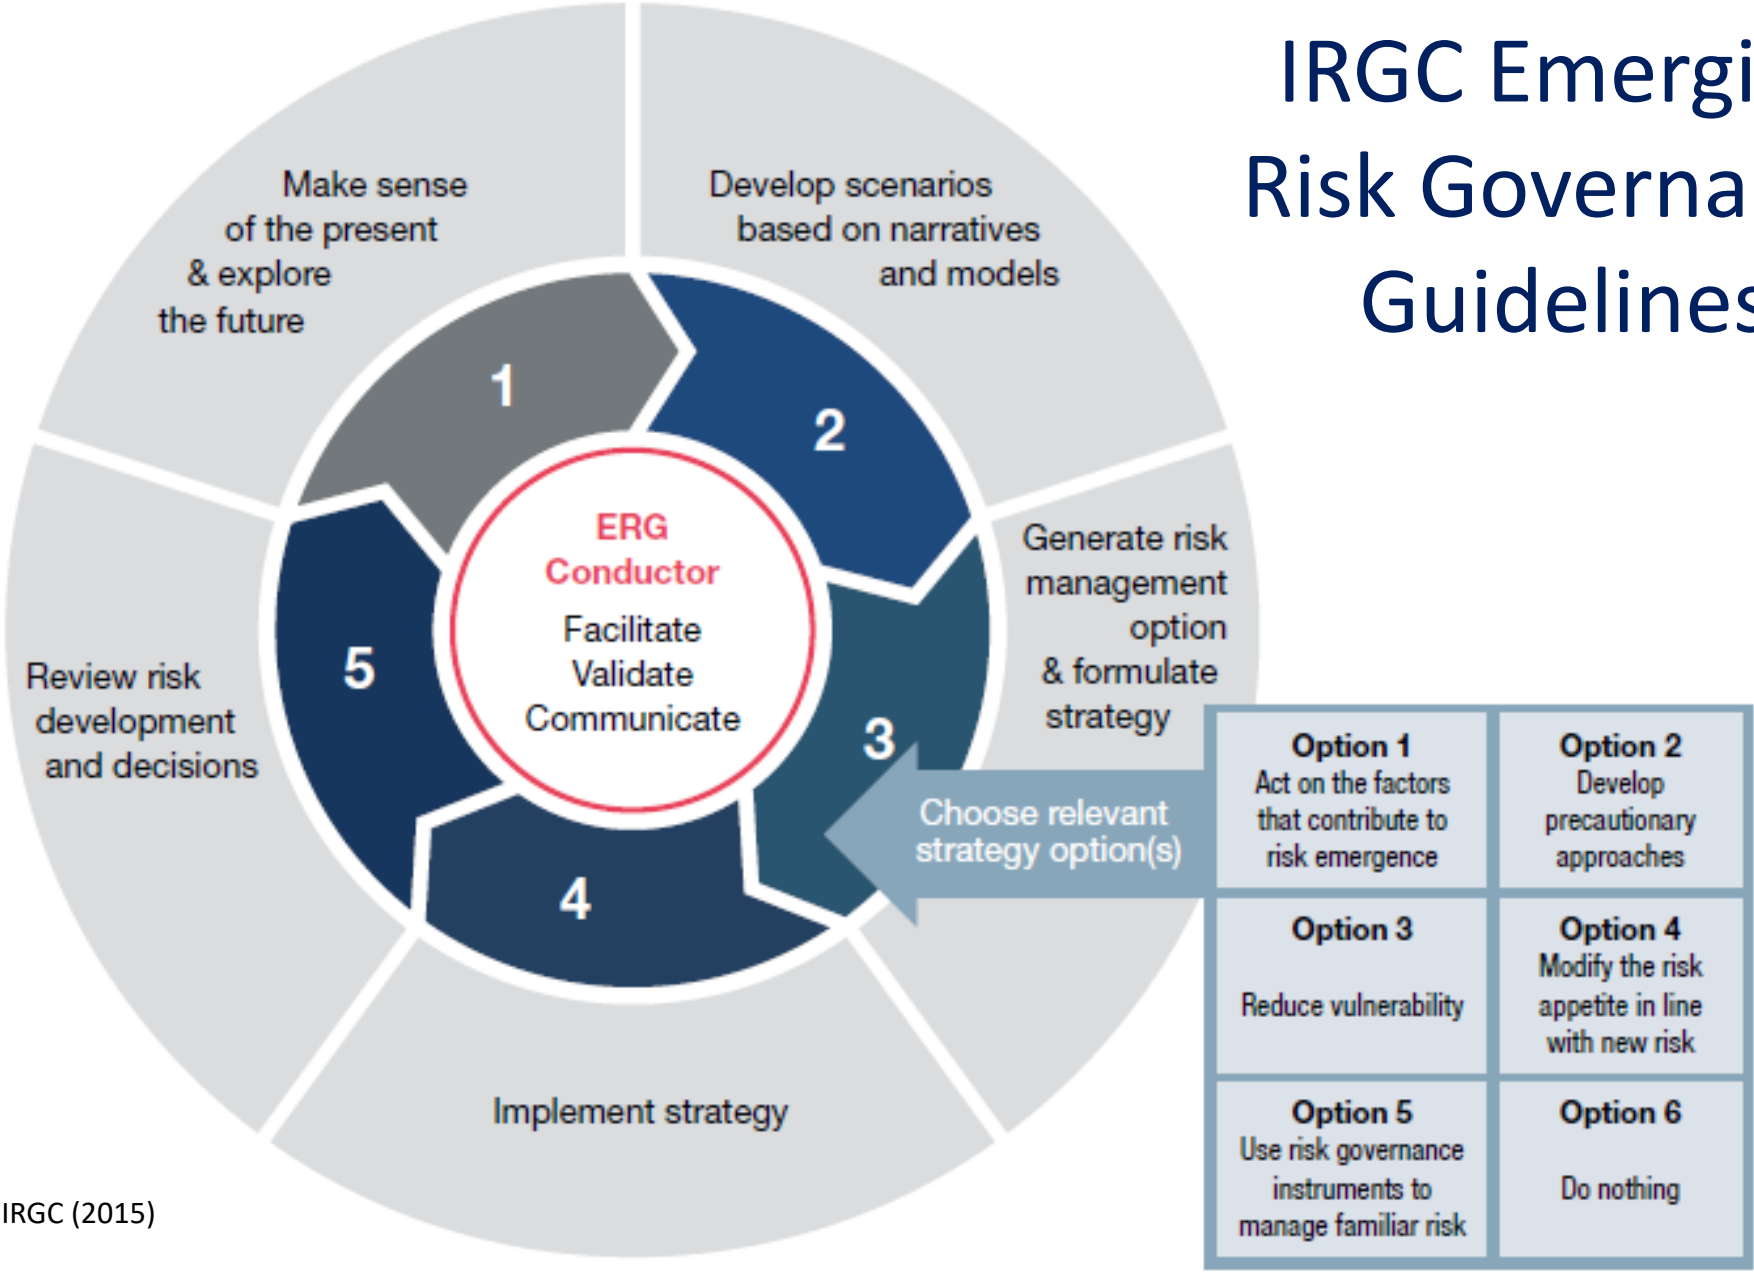 IRGC Emergi
Risk Governa
Guidelines
Make sense
of the present
& explore
the future
Develop scenarios
based on narratives
and models
1
2
ERG
Conductor
Facilitate
Validate
Communicate
Generate risk
management
option
& formulate
strategy
5
Review risk
development
and decisions
3
Choose relevant
strategy option(s)
4
Implement strategy
Option 1
Act on the factors
that contribute to
risk emergence
Option 2
Develop
precautionary
approaches
Option 3
Reduce vulnerability
Option 4
Modify the risk
appetite in line
with new risk
Option 5
Use risk governance
instruments to
manage familiar risk
Option 6
Do nothing
IRGC (2015)